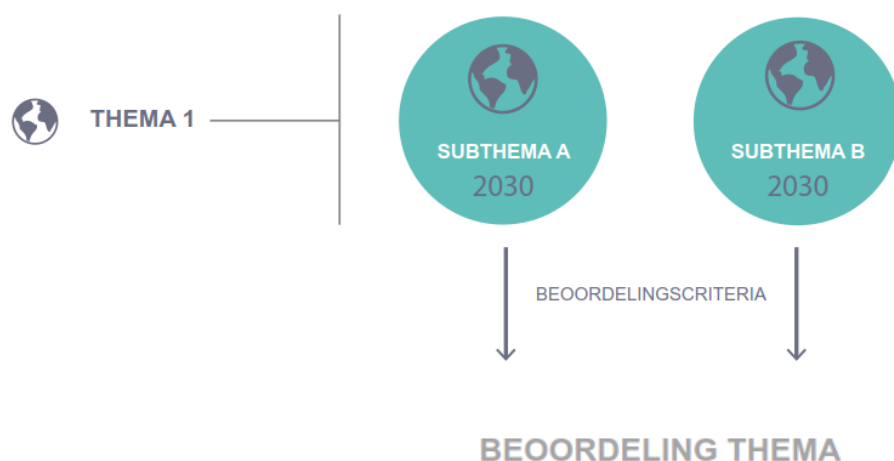 THEMA 1
SUBTHEMA A
2030
SUBTHEMA B
2030
BEOORDELINGSCRITERIA
BEOORDELING THEMA